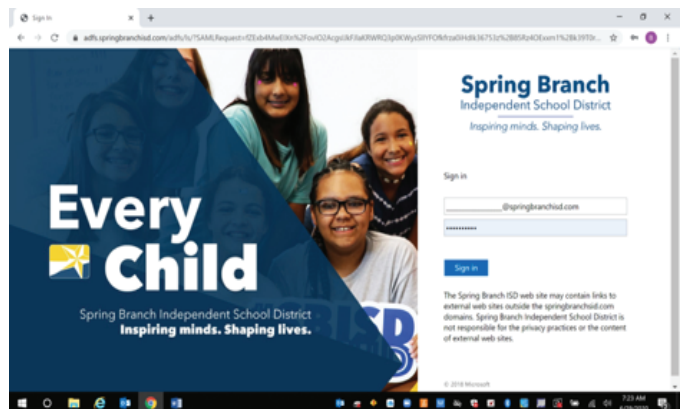 Sign In
adfs.springbranchisd.com/adfs/ls/?SAMLRequest=
Spring Branch
Independent School District
Inspiring minds. Shaping lives.
Sign in
@springbranchisd.com
Sign in
The Spring Branch ISD web site may contain links to
external web sites outside the springbranchisd.com
domains. Spring Branch Independent School District is
not responsible for the privacy practices or the content
of external web sites.
© 2018 Microsoft
Every
Child
Spring Branch Independent School District
Inspiring minds. Shaping lives.
7:23 AM